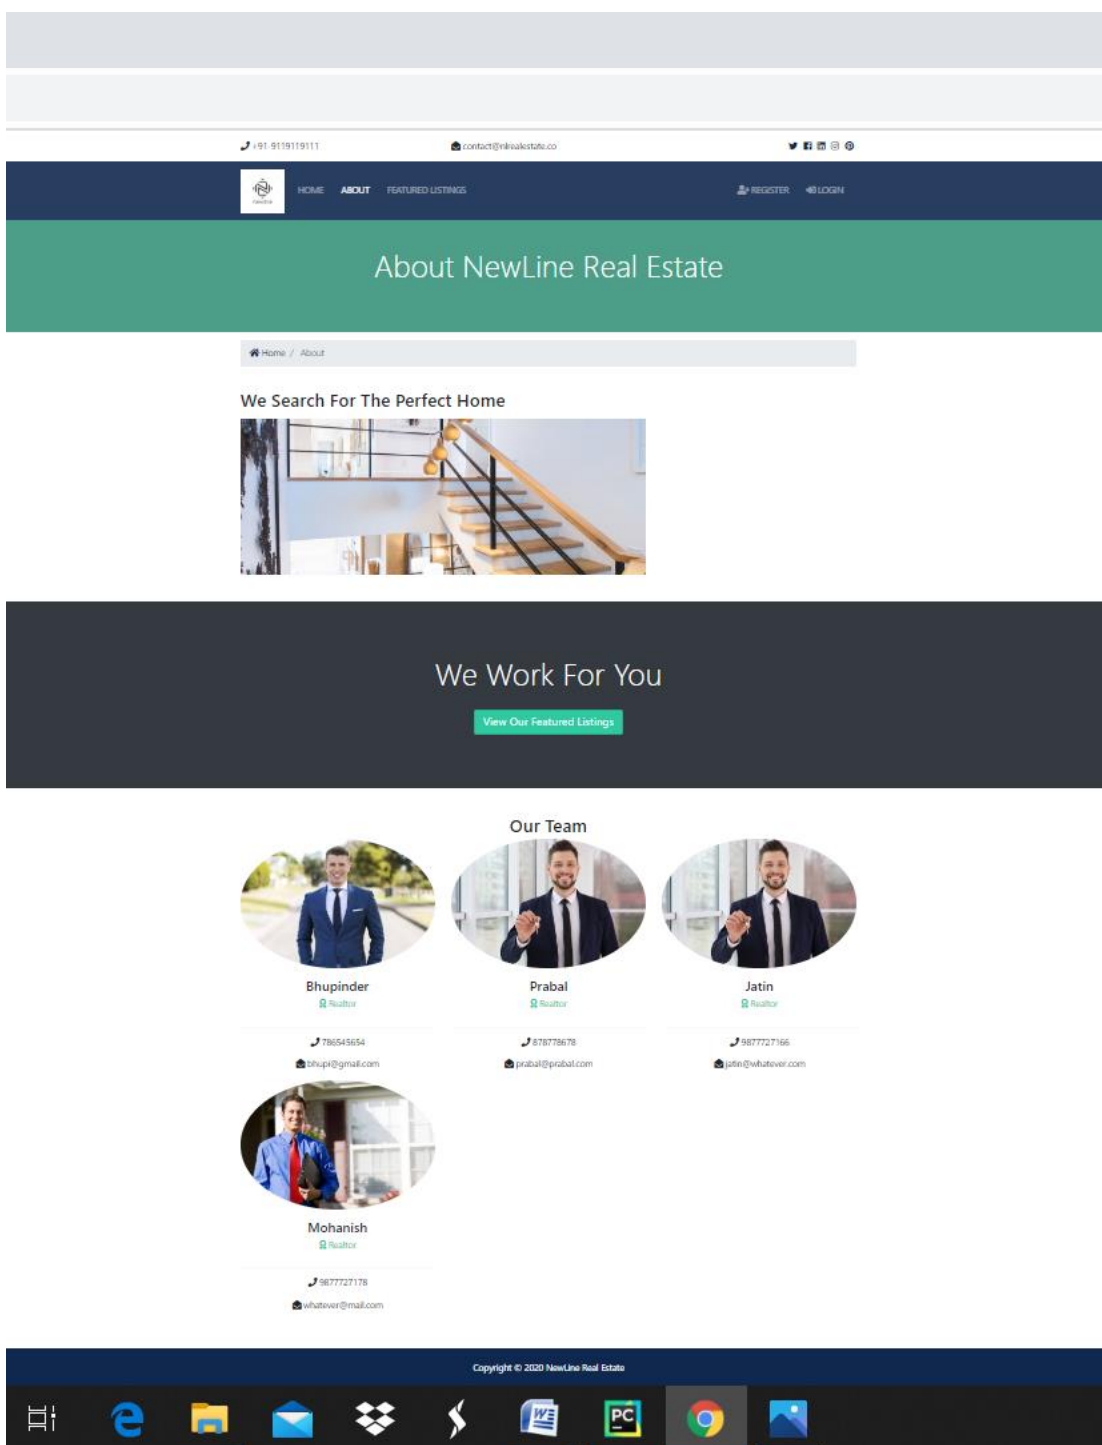 +91-9119119111 contact@nlrealestate.co
NewLine HOME ABOUT FEATURED LISTINGS REGISTER LOGIN
About NewLine Real Estate
Home / About
We Search For The Perfect Home
We Work For You
View Our Featured Listings
Our Team
Bhupinder Prabal Jatin
Realtor Realtor Realtor
786545654 878778678 9877727166
bhupi@gmail.com prabal@prabal.com jatin@whatever.com
Mohanish
Realtor
9877727178
whatever@mail.com
Copyright © 2020 NewLine Real Estate
W PC